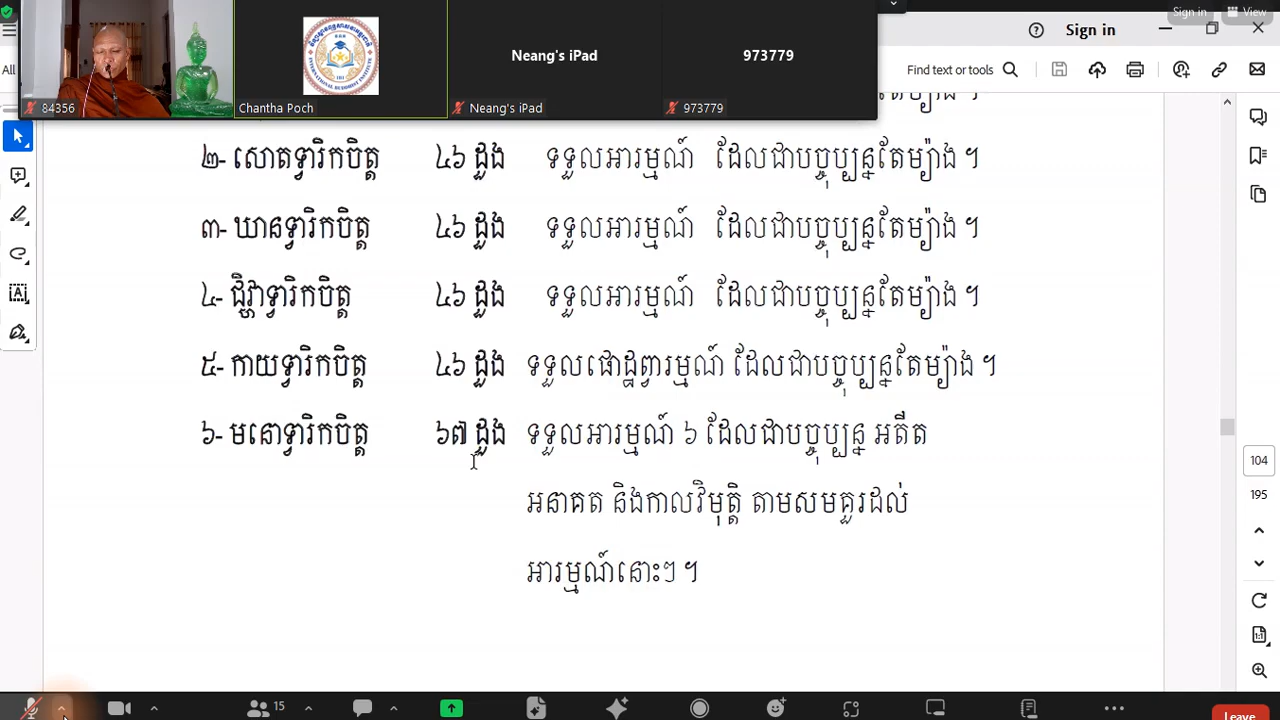 Sign in
View
Sign in
Neang's iPad
973779
84356
Chantha Poch
Neang's iPad
973779
All
Find text or tools
២- សោតទ្វារិកចិត្ត ៤៦ ដួង ទទួលអារម្មណ៍ ដែលជាបច្ចុប្បន្នតែម្យ៉ាង។
៣- ឃានទ្វារិកចិត្ត ៤៦ ដួង ទទួលអារម្មណ៍ ដែលជាបច្ចុប្បន្នតែម្យ៉ាង។
៤- ជិវ្ហាទ្វារិកចិត្ត ៤៦ ដួង ទទួលអារម្មណ៍ ដែលជាបច្ចុប្បន្នតែម្យ៉ាង។
៥- កាយទ្វារិកចិត្ត ៤៦ ដួង ទទួលផោដ្ឋព្វារម្មណ៍ ដែលជាបច្ចុប្បន្នតែម្យ៉ាង។
៦- មនោទ្វារិកចិត្ត ៦៧ ដួង ទទួលអារម្មណ៍ ៦ ដែលជាបច្ចុប្បន្ន អតីត
អនាគត និងកាលវិមុត្តិ តាមសមគួរដល់
អារម្មណ៍នោះៗ។
104
195
15
Leave